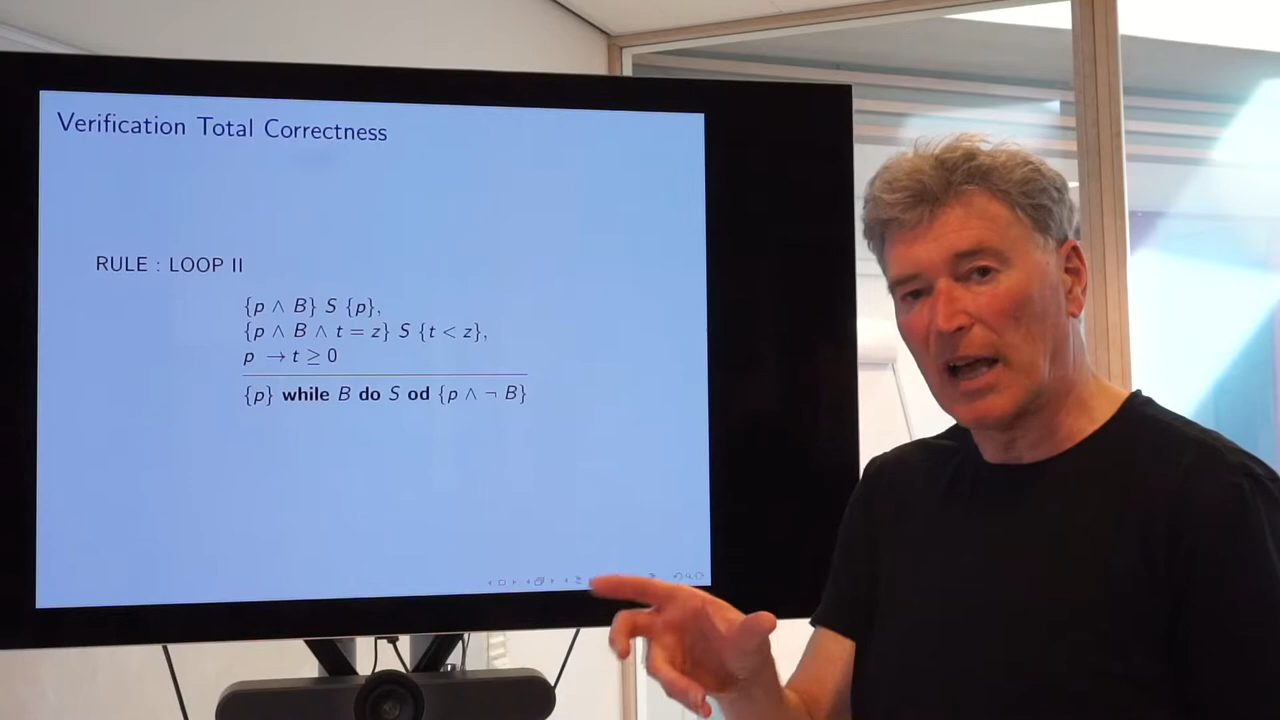 Verification Total Correctness
RULE : LOOP II
{p ∧ B} S {p},
{p ∧ B ∧ t = z} S {t < z},
p → t ≥ 0
{p} while B do S od {p ∧ ¬ B}